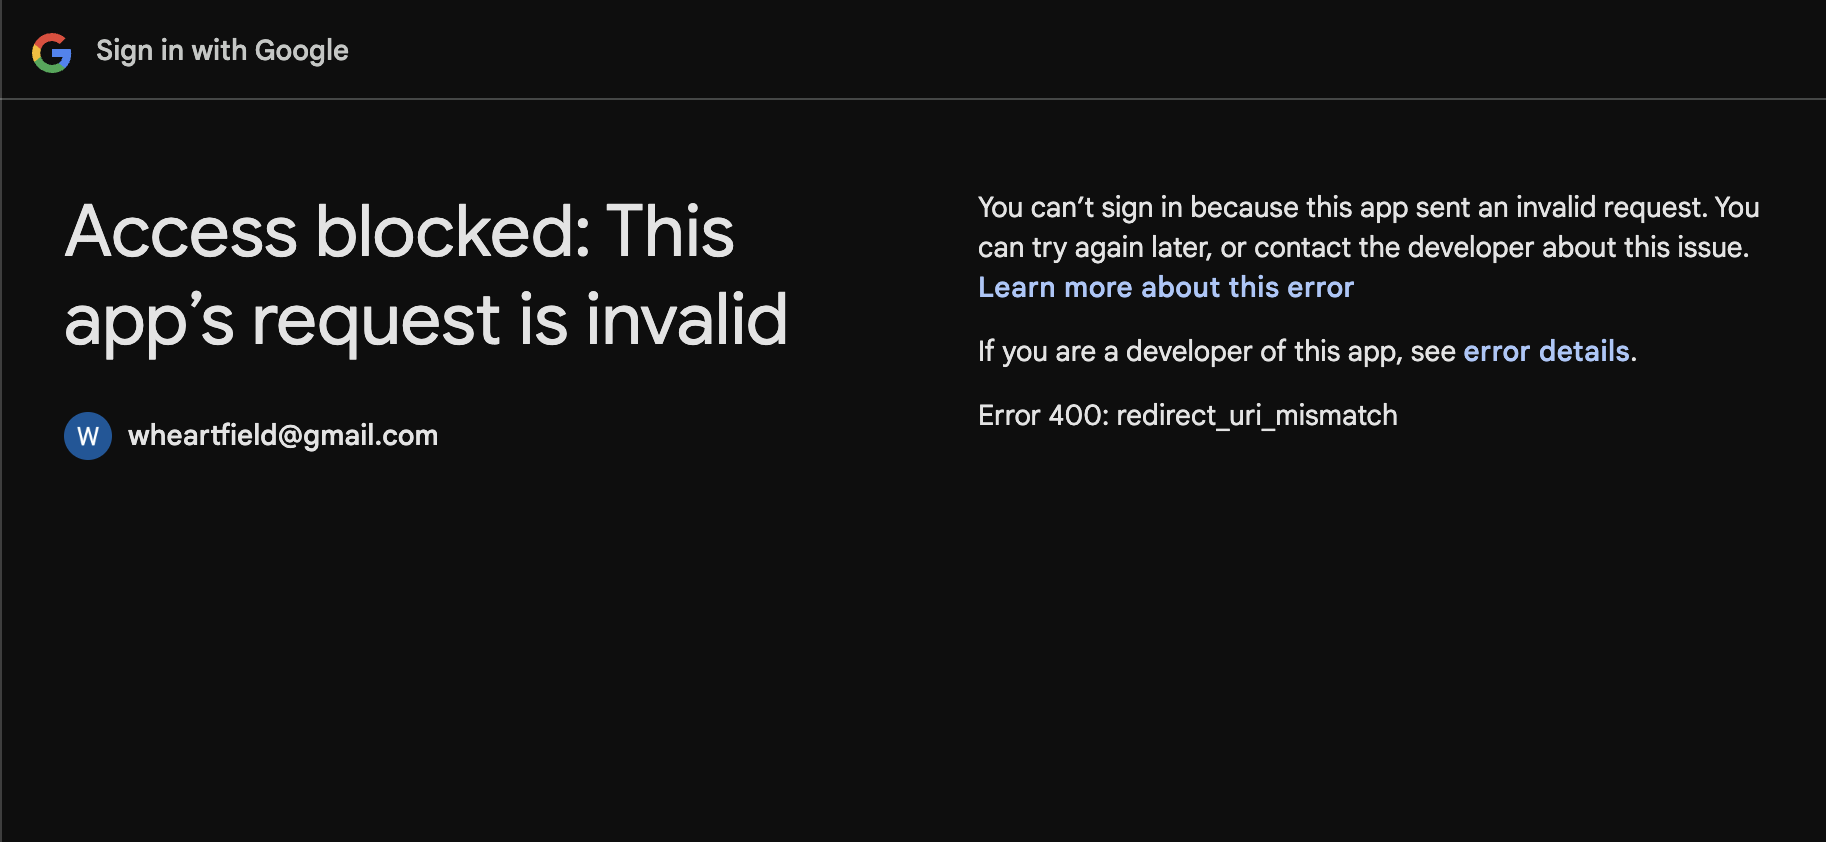 Sign in with Google
Access blocked: This
app’s request is invalid
W wheartfield@gmail.com
You can’t sign in because this app sent an invalid request. You
can try again later, or contact the developer about this issue.
Learn more about this error
If you are a developer of this app, see error details.
Error 400: redirect_uri_mismatch